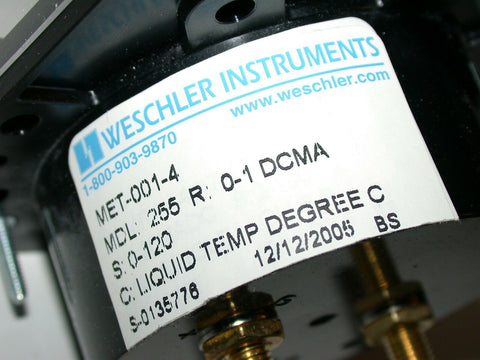 WESCHLER INSTRUMENTS
www.weschler.com
1-800-903-9870
MET-001-4
MDL: 255 R: 0-1 DCMA
S: 0-120
C: LIQUID TEMP DEGREE C
S-0135776 12/12/2005 BS